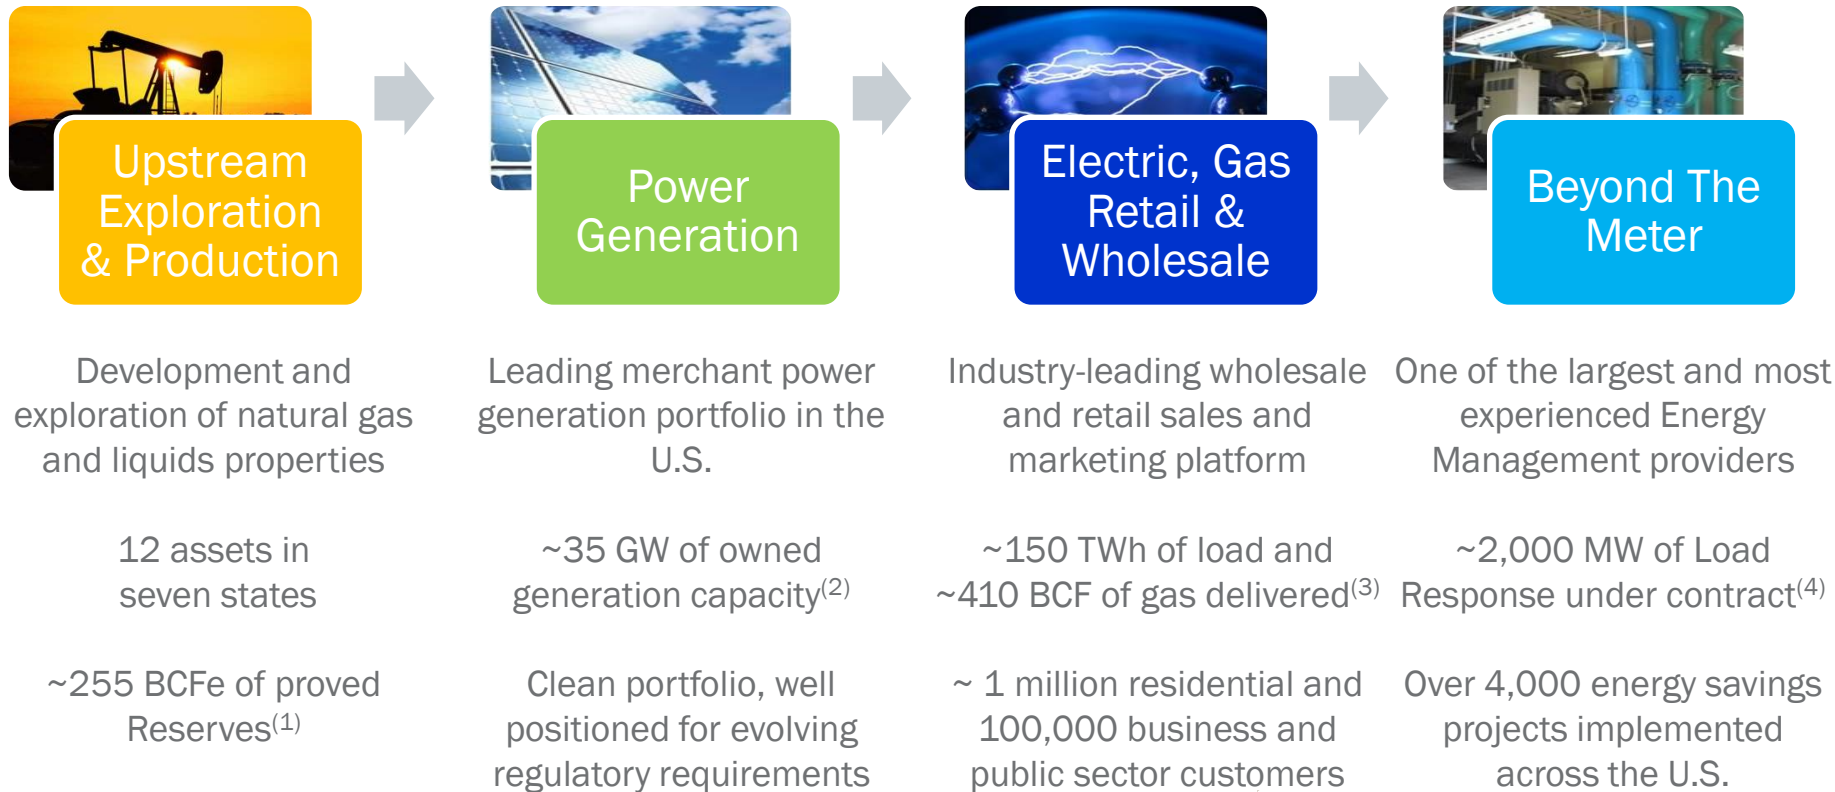 Upstream
Exploration
& Production
Power
Generation
Electric, Gas
Retail &
Wholesale
Beyond The
Meter
Development and
exploration of natural gas
and liquids properties
12 assets in
seven states
~255 BCFe of proved
Reserves(1)
Leading merchant power
generation portfolio in the
U.S.
~35 GW of owned
generation capacity(2)
Clean portfolio, well
positioned for evolving
regulatory requirements
Industry-leading wholesale
and retail sales and
marketing platform
~150 TWh of load and
~410 BCF of gas delivered(3)
~ 1 million residential and
100,000 business and
public sector customers
One of the largest and most
experienced Energy
Management providers
~2,000 MW of Load
Response under contract(4)
Over 4,000 energy savings
projects implemented
across the U.S.